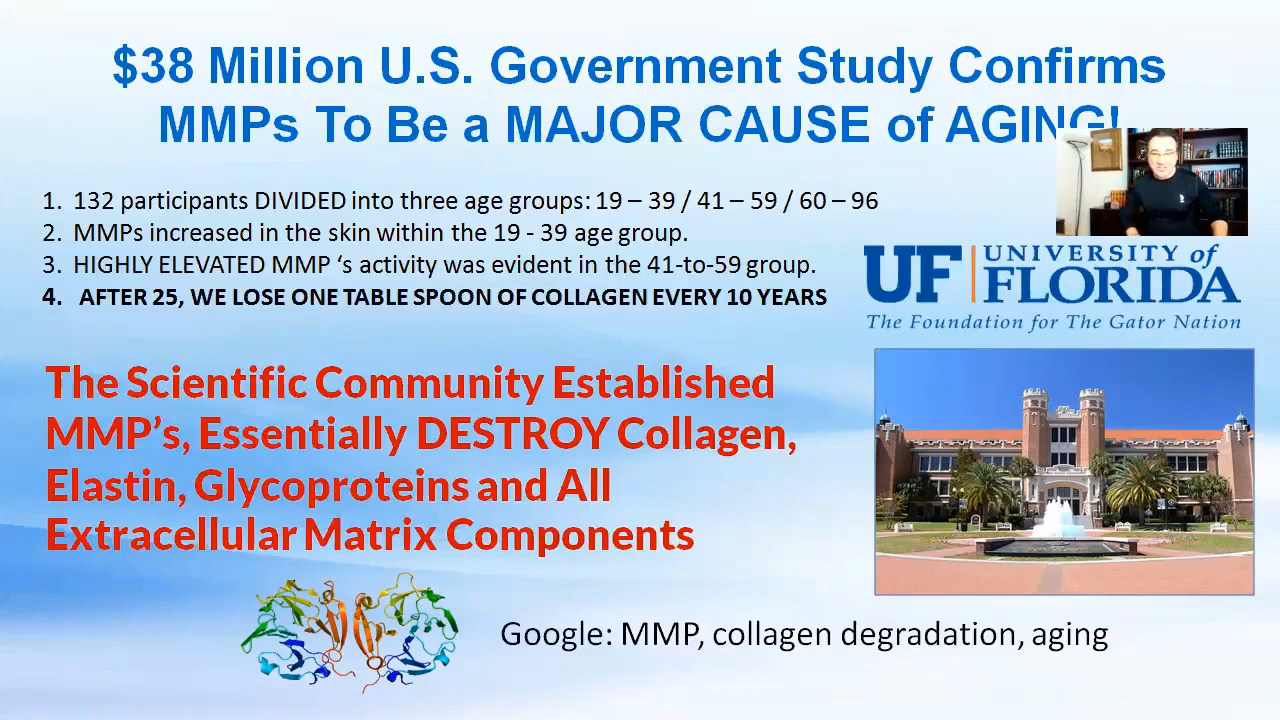 $38 Million U.S. Government Study Confirms
MMPs To Be a MAJOR CAUSE of AGING!
1. 132 participants DIVIDED into three age groups: 19 – 39 / 41 – 59 / 60 – 96
2. MMPs increased in the skin within the 19 - 39 age group.
3. HIGHLY ELEVATED MMP ‘s activity was evident in the 41-to-59 group.
4. AFTER 25, WE LOSE ONE TABLE SPOON OF COLLAGEN EVERY 10 YEARS
UF UNIVERSITY of
FLORIDA
The Foundation for The Gator Nation
The Scientific Community Established
MMP’s, Essentially DESTROY Collagen,
Elastin, Glycoproteins and All
Extracellular Matrix Components
Google: MMP, collagen degradation, aging